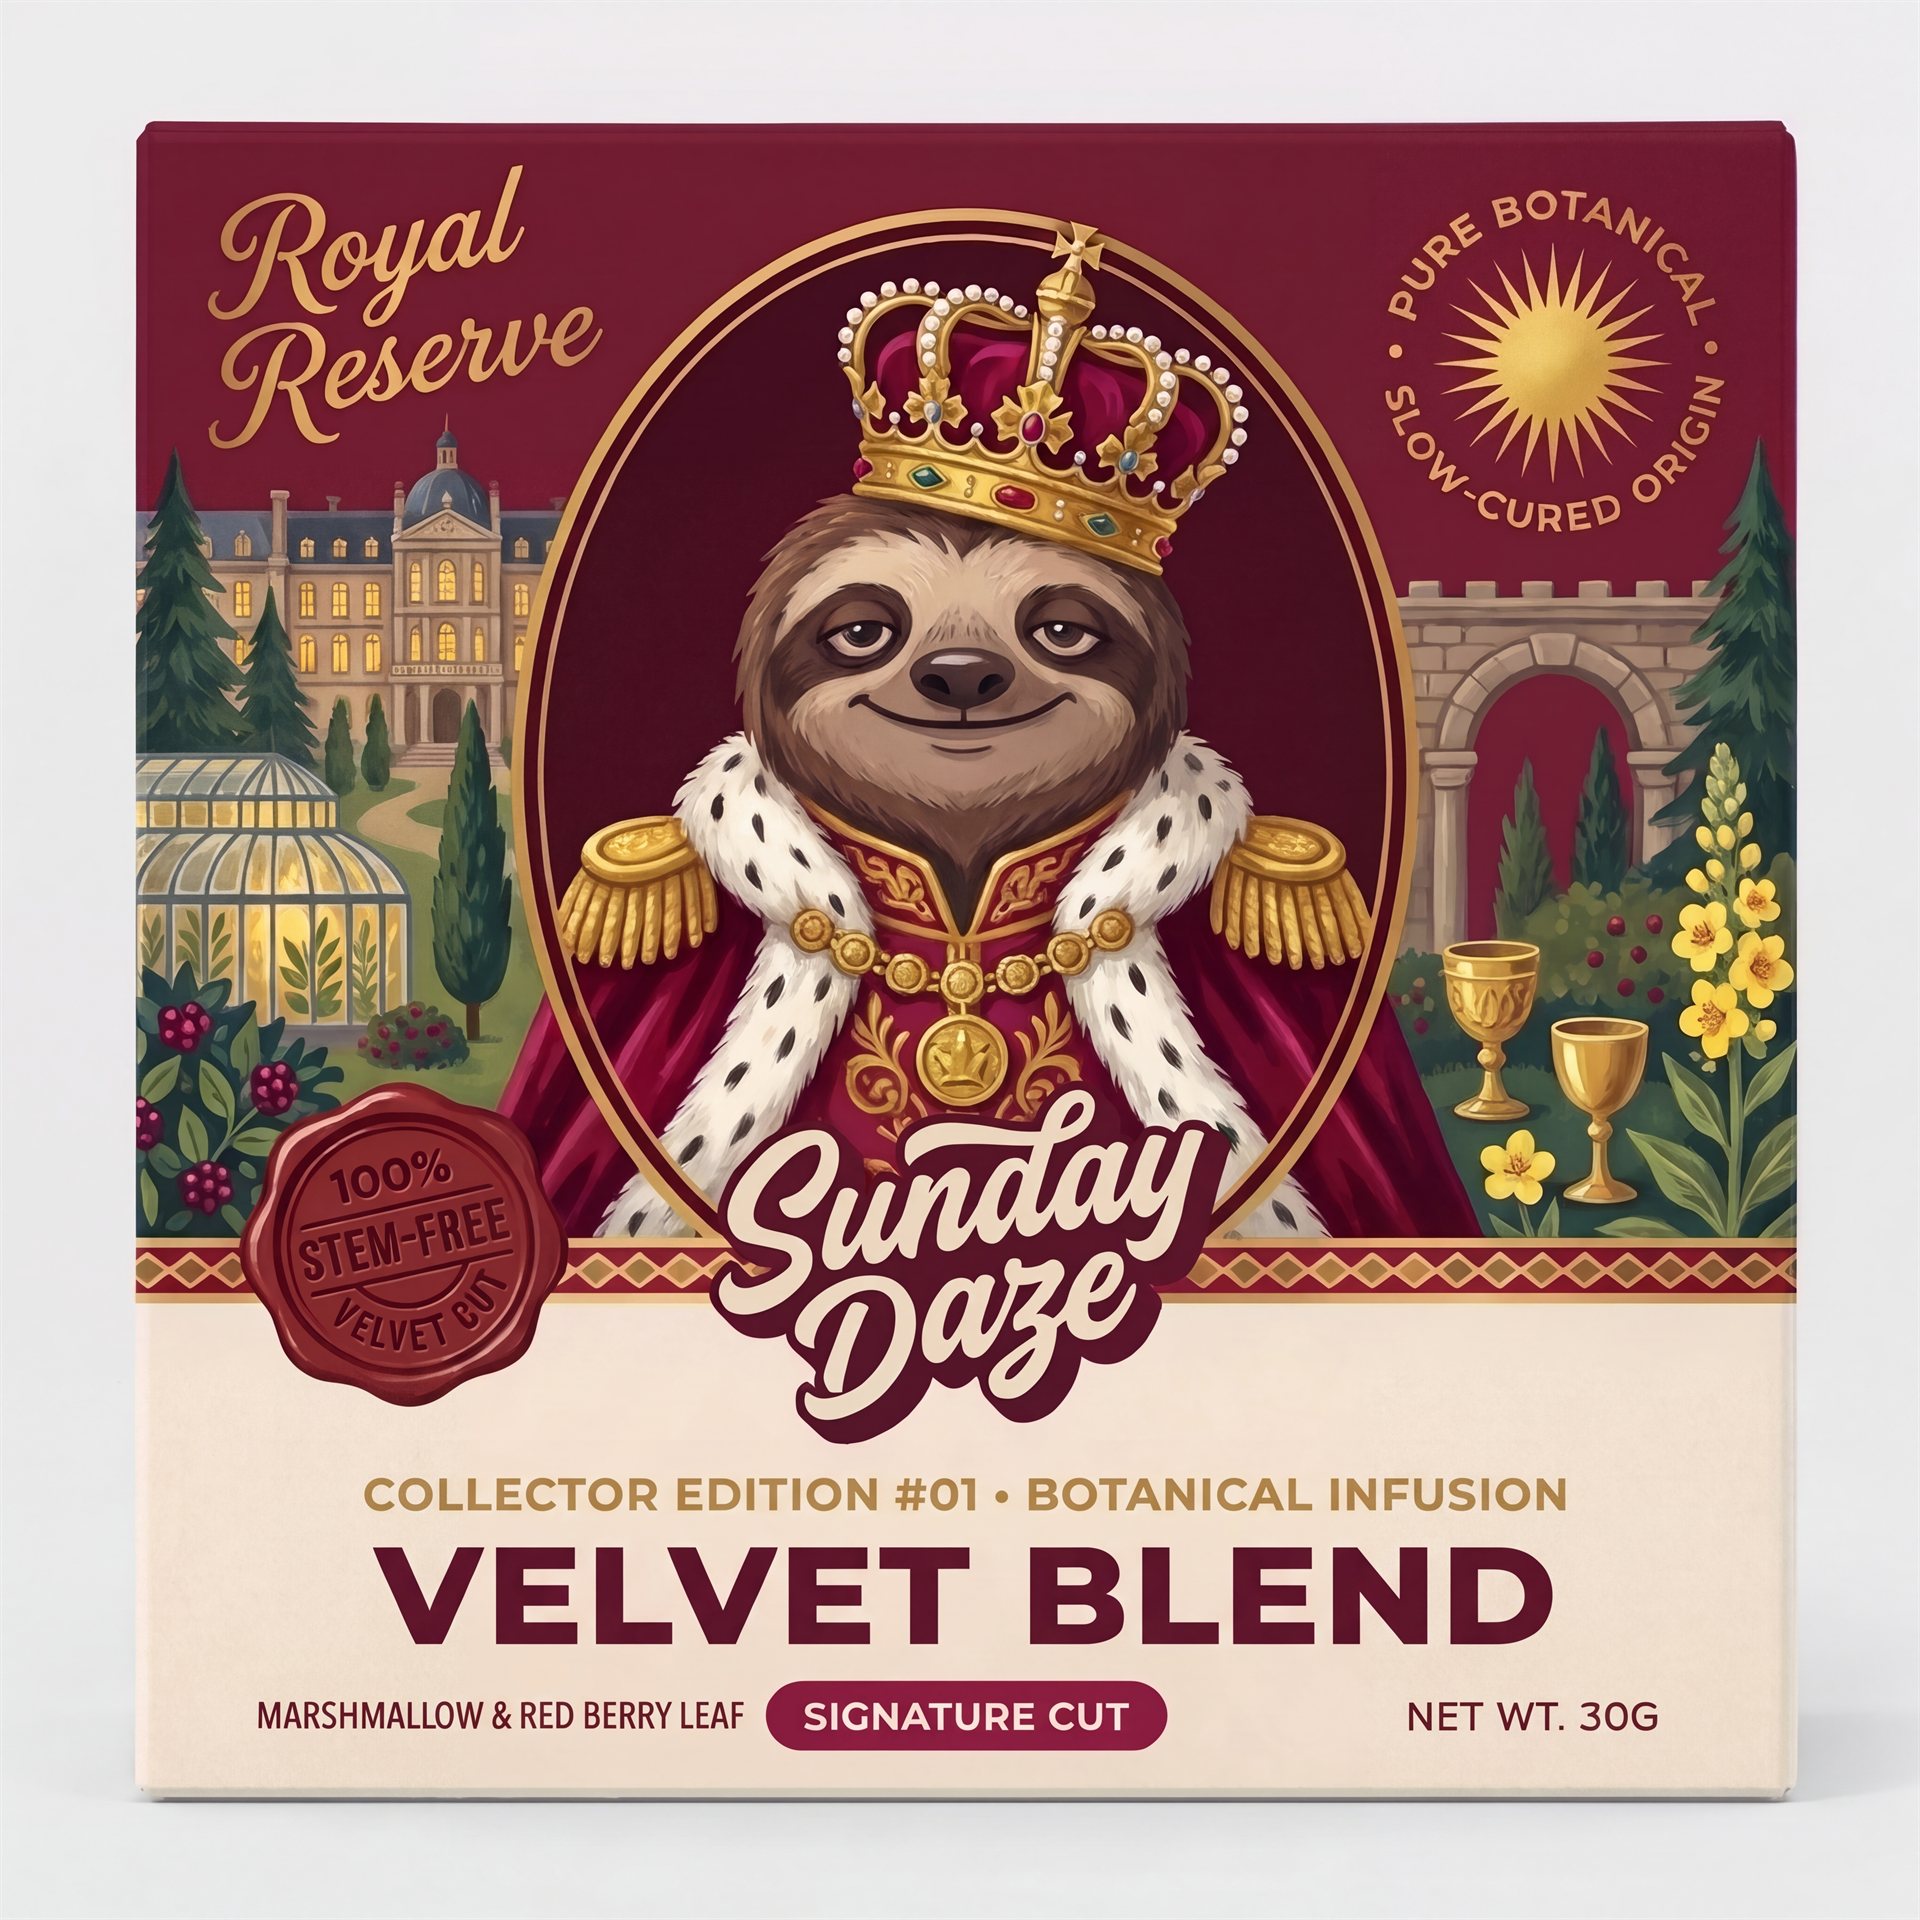 Royal
Reserve
• PURE BOTANICAL •
SLOW-CURED ORIGIN
100%
STEM-FREE
VELVET CUT
Sunday
Daze
COLLECTOR EDITION #01 • BOTANICAL INFUSION
VELVET BLEND
MARSHMALLOW & RED BERRY LEAF
SIGNATURE CUT
NET WT. 30G